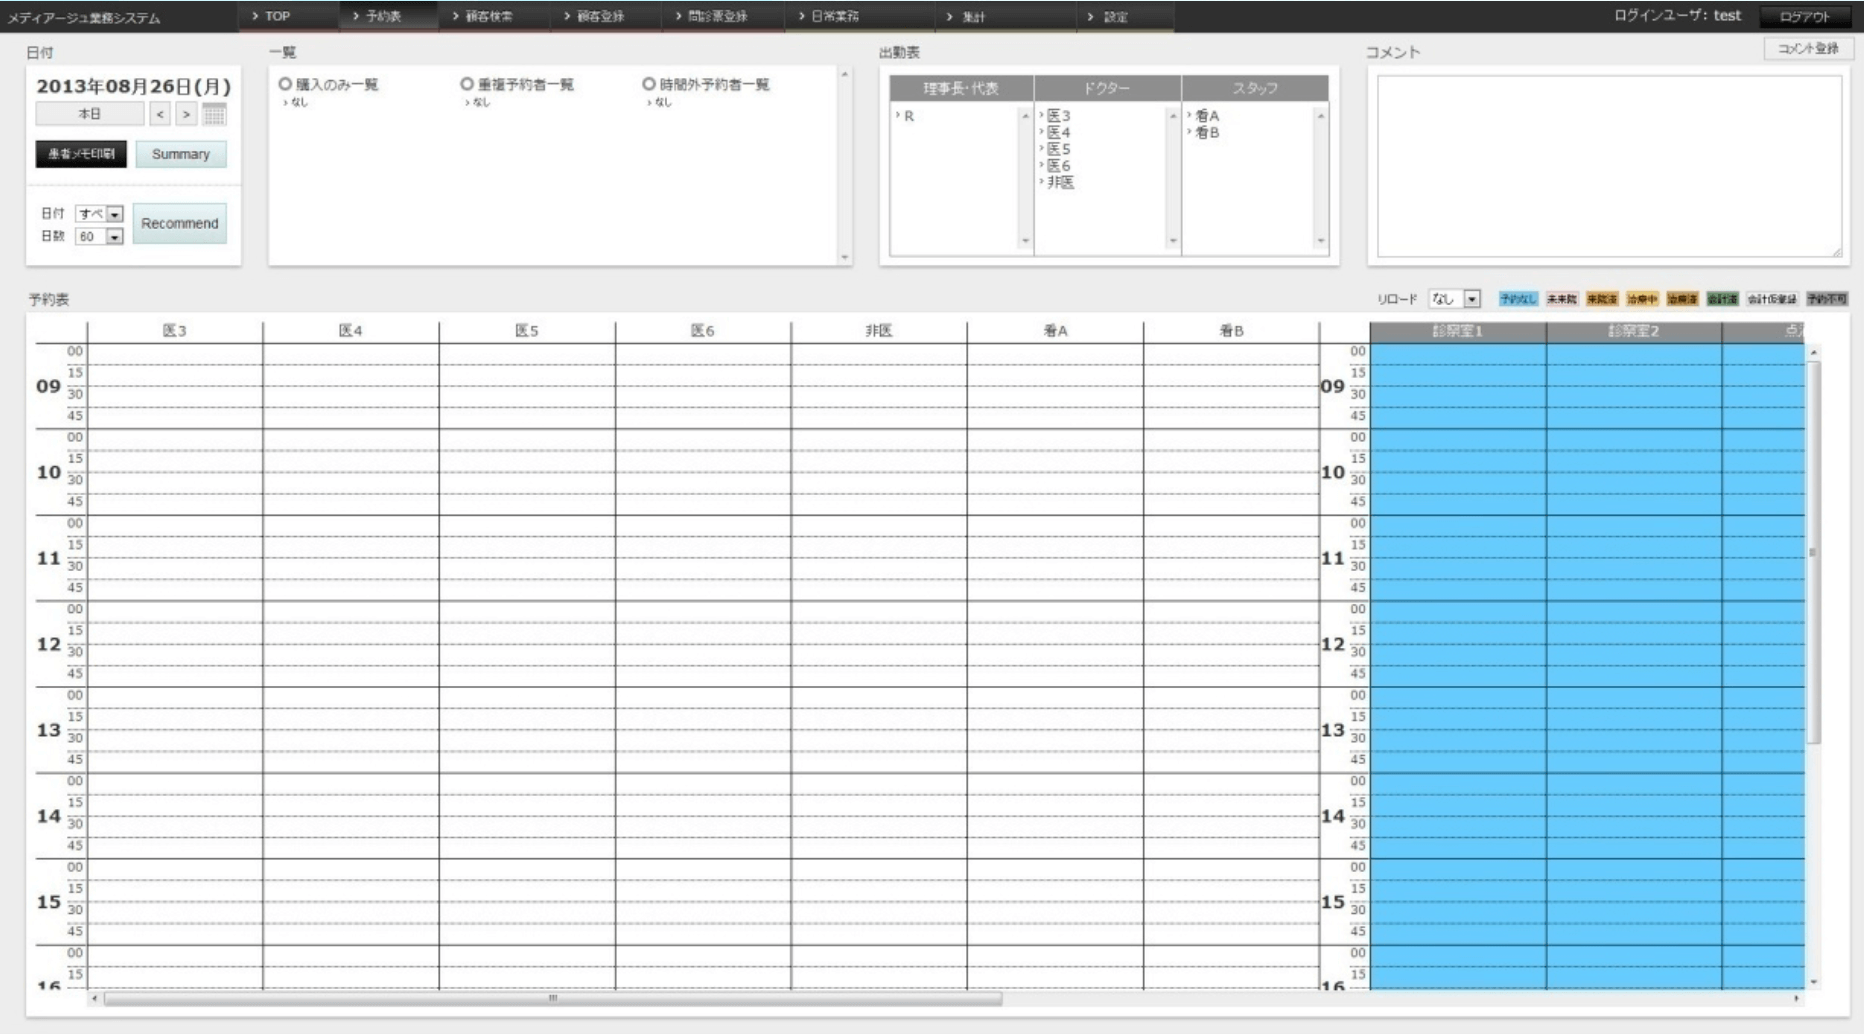 メディアージュ業務システム
› TOP
› 予約表
› 顧客検索
› 顧客登録
› 問診票登録
› 日常業務
› 集計
› 設定
ログインユーザ: test
ログアウト
日付
2013年08月26日(月)
本日
<
>
患者メモ印刷
Summary
日付 すべ
日数 60
Recommend
一覧
購入のみ一覧
› なし
重複予約者一覧
› なし
時間外予約者一覧
› なし
出勤表
理事長・代表
› R
ドクター
› 医3
› 医4
› 医5
› 医6
› 非医
スタッフ
› 看A
› 看B
コメント
コメント登録
予約表
リロード なし
予約なし 未来院 来院済 治療中 治療済 会計済 会計仮登録 予約不可
医3 医4 医5 医6 非医 看A 看B 診察室1 診察室2 点
09 00 15 30 45 09 00 15 30 45
10 00 15 30 45 10 00 15 30 45
11 00 15 30 45 11 00 15 30 45
12 00 15 30 45 12 00 15 30 45
13 00 15 30 45 13 00 15 30 45
14 00 15 30 45 14 00 15 30 45
15 00 15 30 45 15 00 15 30 45
16 00 15 16 00 15